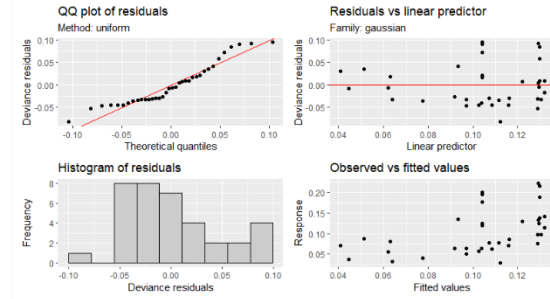 QQ plot of residuals
Method: uniform
Deviance residuals
0.10
0.05
0.00
-0.05
-0.10
-0.05
0.00
0.05
0.10
Theoretical quantiles
Residuals vs linear predictor
Family: gaussian
Deviance residuals
0.10
0.05
0.00
-0.05
0.04
0.06
0.08
0.10
0.12
Linear predictor
Histogram of residuals
Frequency
8
6
4
2
0
-0.10
-0.05
0.00
0.05
0.10
Deviance residuals
Observed vs fitted values
Response
0.20
0.15
0.10
0.05
0.04
0.06
0.08
0.10
0.12
Fitted values